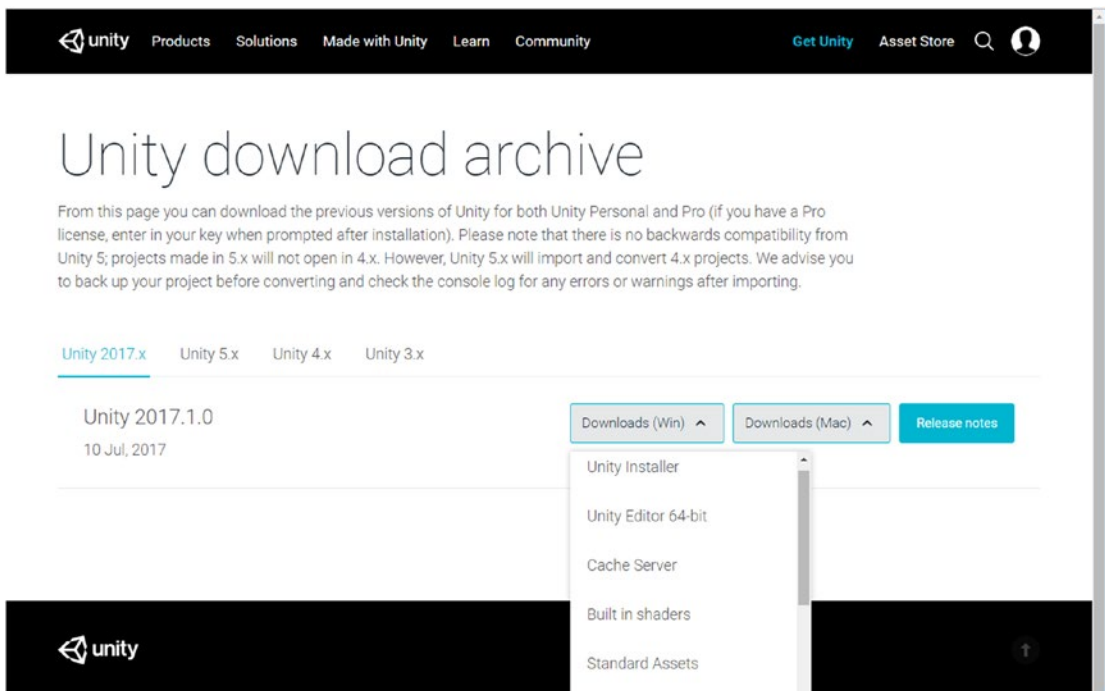 unity Products Solutions Made with Unity Learn Community Get Unity Asset Store
Unity download archive
From this page you can download the previous versions of Unity for both Unity Personal and Pro (if you have a Pro
license, enter in your key when prompted after installation). Please note that there is no backwards compatibility from
Unity 5; projects made in 5.x will not open in 4.x. However, Unity 5.x will import and convert 4.x projects. We advise you
to back up your project before converting and check the console log for any errors or warnings after importing.
Unity 2017.x Unity 5.x Unity 4.x Unity 3.x
Unity 2017.1.0 Downloads (Win) Downloads (Mac) Release notes
10 Jul, 2017
Unity Installer
Unity Editor 64-bit
Cache Server
Built in shaders
unity
Standard Assets